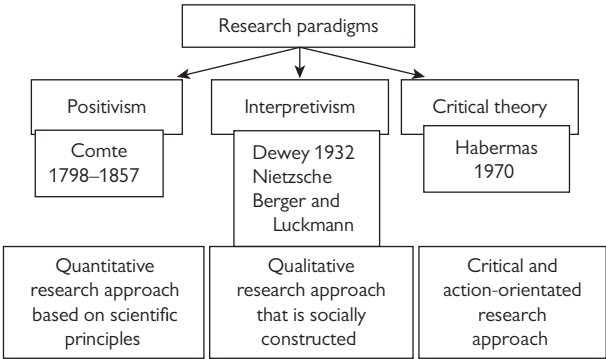 Research paradigms
Positivism
Interpretivism
Critical theory
Comte
1798–1857
Dewey 1932
Nietzsche
Berger and
Luckmann
Habermas
1970
Quantitative
research approach
based on scientific
principles
Qualitative
research approach
that is socially
constructed
Critical and
action-orientated
research
approach